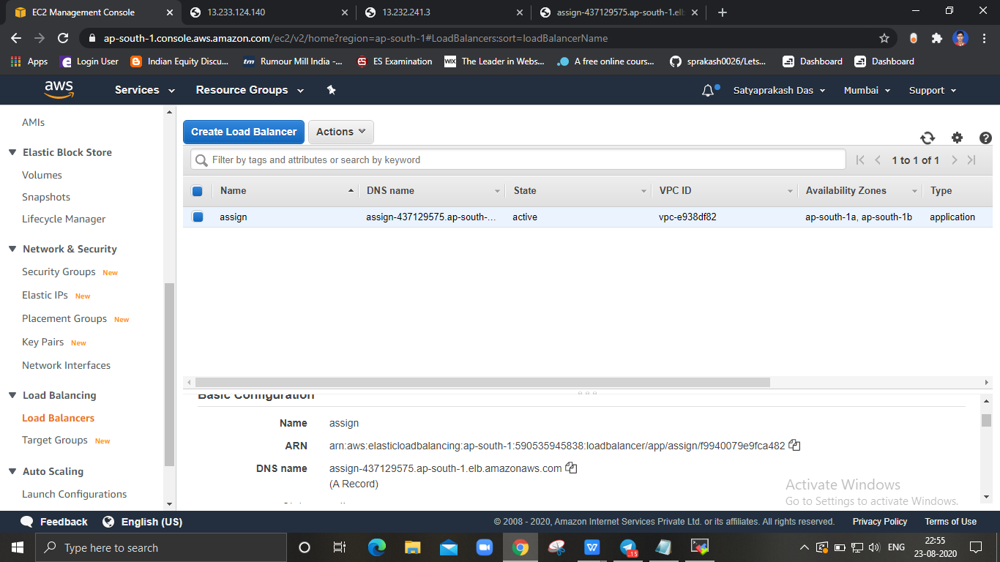 EC2 Management Console
13.233.124.140
13.232.241.3
assign-437129575.ap-south-1.elb
ap-south-1.console.aws.amazon.com/ec2/v2/home?region=ap-south-1#LoadBalancers:sort=loadBalancerName
Apps
Login User
Indian Equity Discu...
tm
Rumour Mill India -...
ES Examination
WIX
The Leader in Webs...
A free online cours...
sprakash0026/Lets...
Dashboard
Dashboard
aws
Services
Resource Groups
Satyaprakash Das
Mumbai
Support
AMIs
Elastic Block Store
Volumes
Snapshots
Lifecycle Manager
Network & Security
Security Groups New
Elastic IPs New
Placement Groups New
Key Pairs New
Network Interfaces
Load Balancing
Load Balancers
Target Groups New
Auto Scaling
Launch Configurations
Create Load Balancer
Actions
Filter by tags and attributes or search by keyword
1 to 1 of 1
Name DNS name State VPC ID Availability Zones Type
assign assign-437129575.ap-south-... active vpc-e938df82 ap-south-1a, ap-south-1b application
Basic Configuration
Name assign
ARN arn:aws:elasticloadbalancing:ap-south-1:590535945838:loadbalancer/app/assign/f9940079e9fca482
DNS name assign-437129575.ap-south-1.elb.amazonaws.com
(A Record)
Activate Windows
Go to Settings to activate Windows.
Feedback
English (US)
© 2008 - 2020, Amazon Internet Services Private Ltd. or its affiliates. All rights reserved.
Privacy Policy
Terms of Use
Type here to search
.15
ENG
22:55
23-08-2020